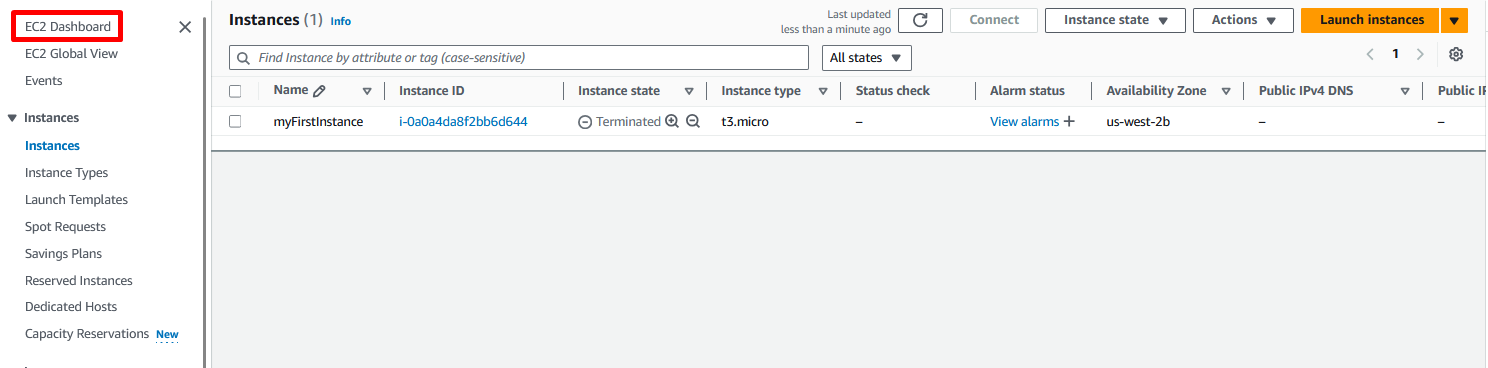 EC2 Dashboard
EC2 Global View
Events
Instances
Instances
Instance Types
Launch Templates
Spot Requests
Savings Plans
Reserved Instances
Dedicated Hosts
Capacity Reservations New
Instances (1) Info
Last updated
less than a minute ago
Connect
Instance state
Actions
Launch instances
Find Instance by attribute or tag (case-sensitive)
All states
1
Name Instance ID Instance state Instance type Status check Alarm status Availability Zone Public IPv4 DNS Public IP
myFirstInstance i-0a0a4da8f2bb6d644 Terminated t3.micro – View alarms + us-west-2b – –